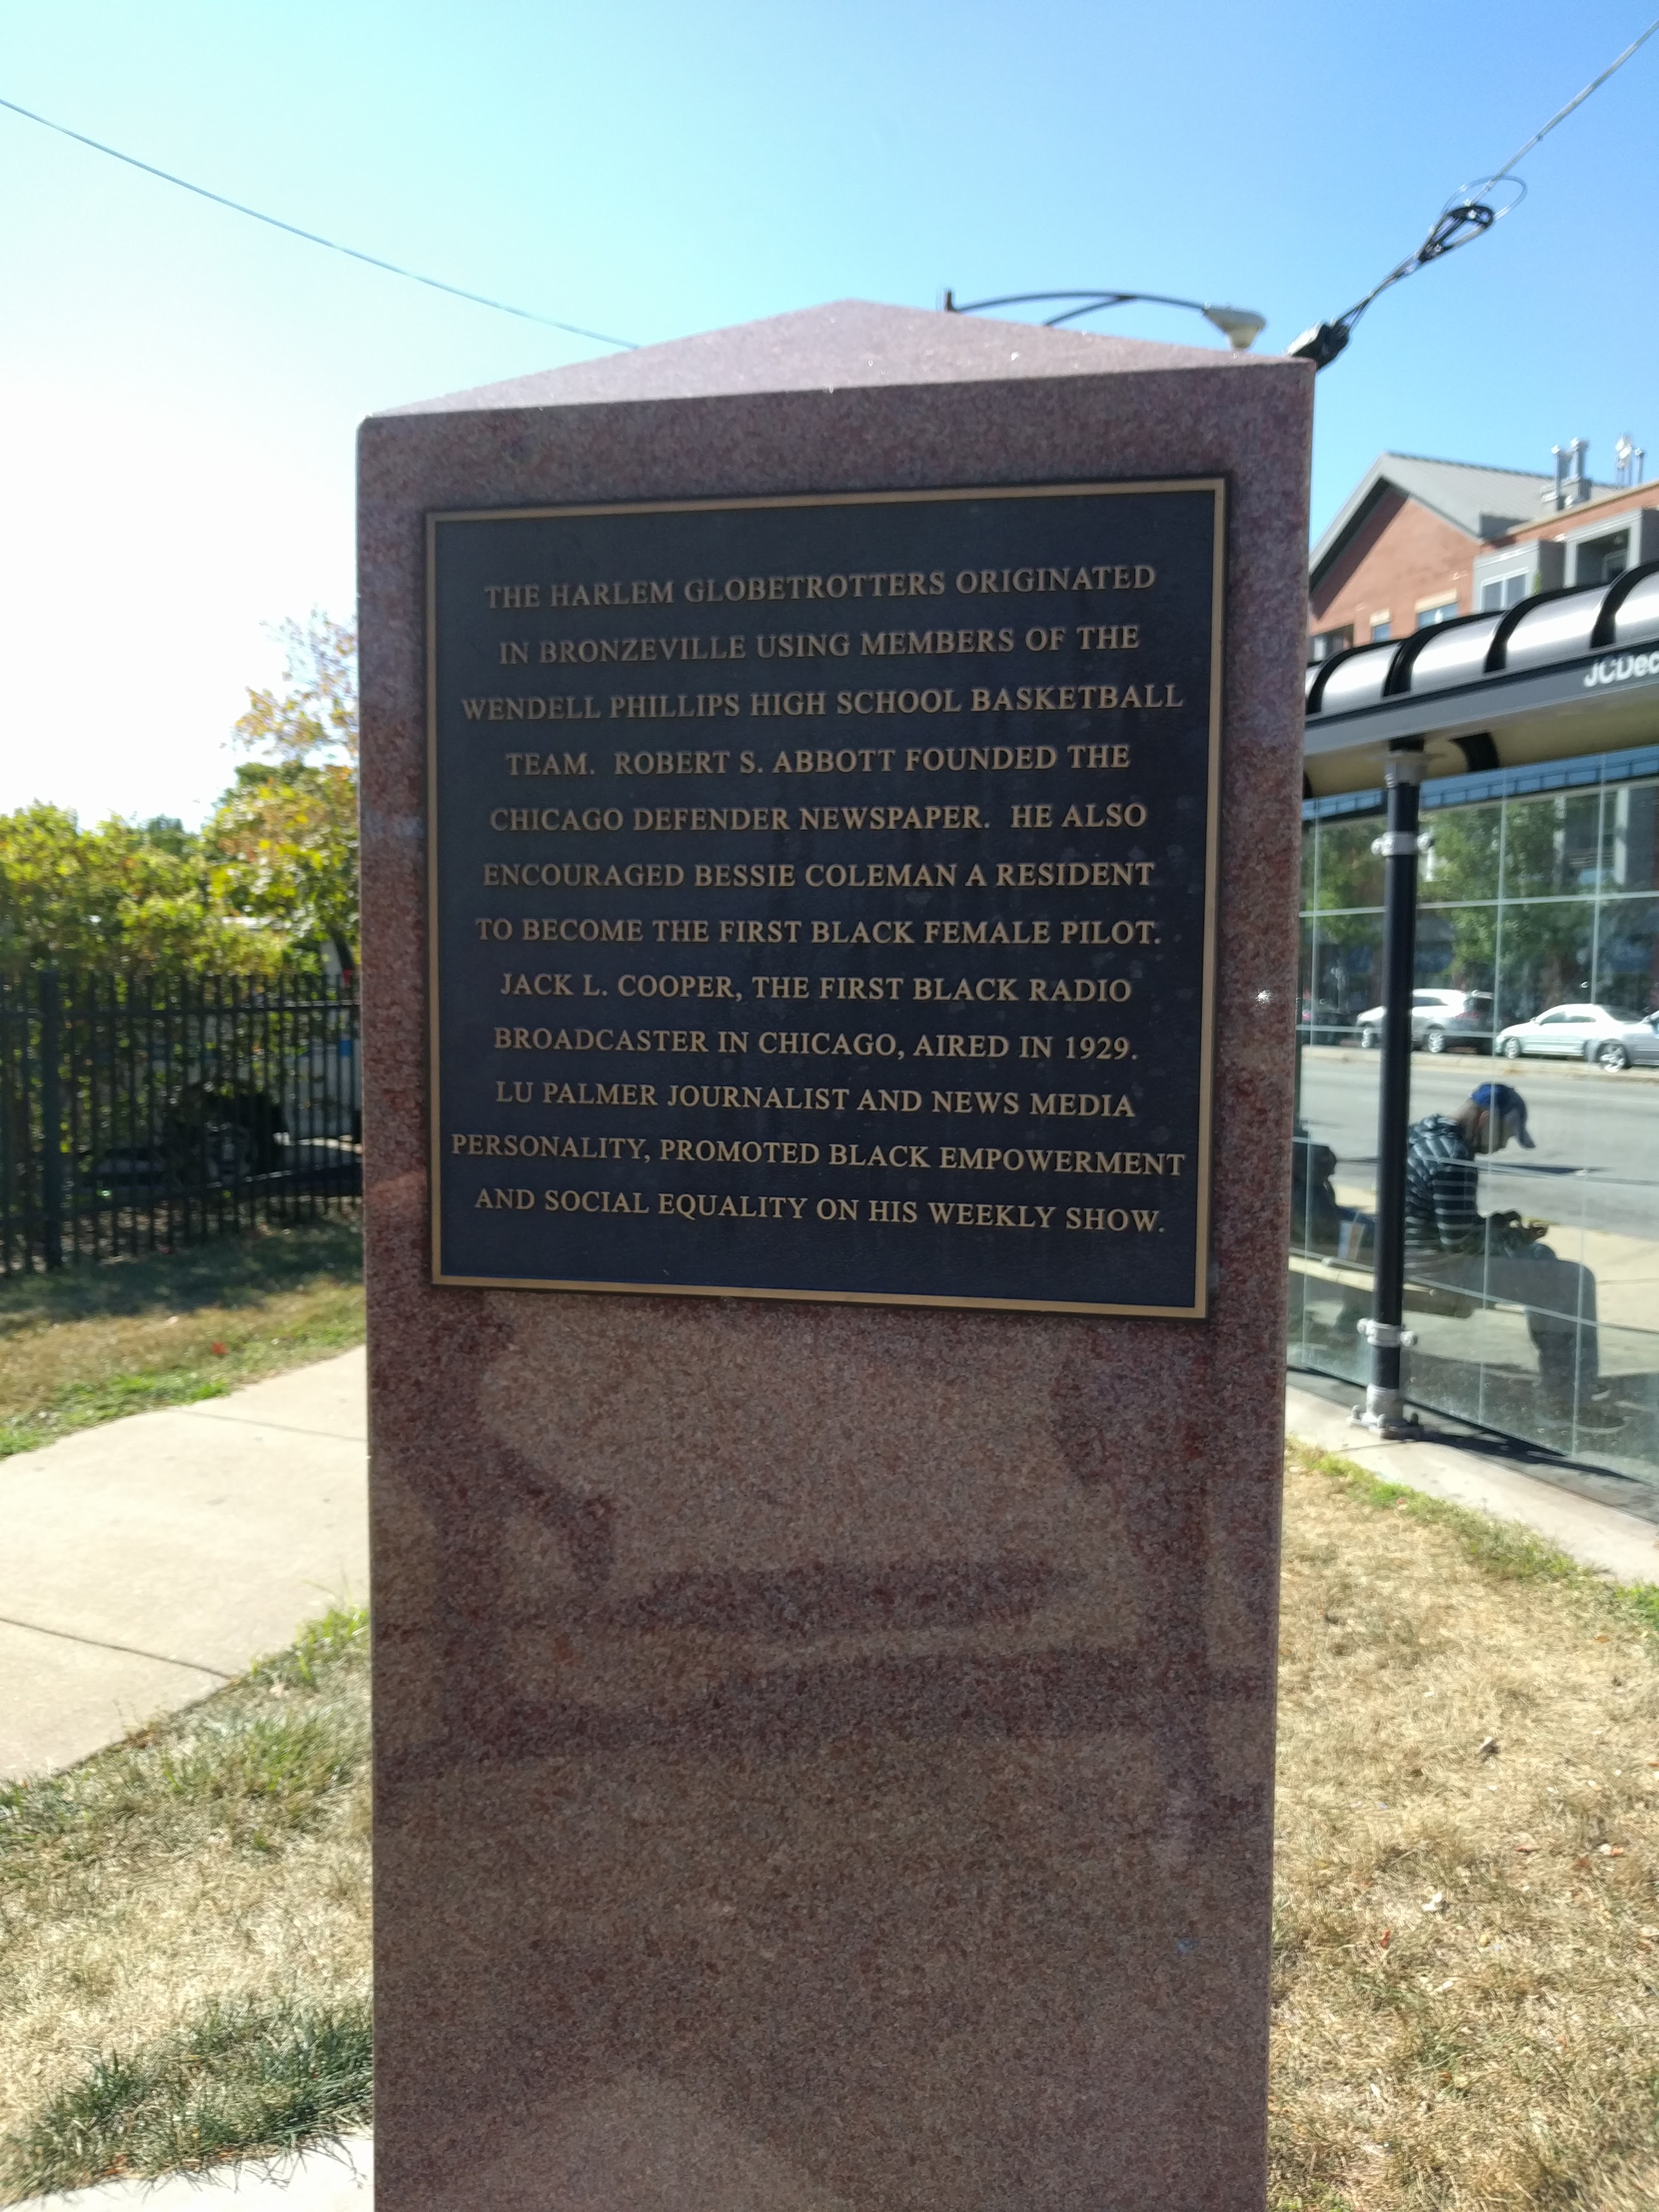 THE HARLEM GLOBETROTTERS ORIGINATED
IN BRONZEVILLE USING MEMBERS OF THE
WENDELL PHILLIPS HIGH SCHOOL BASKETBALL
TEAM. ROBERT S. ABBOTT FOUNDED THE
CHICAGO DEFENDER NEWSPAPER. HE ALSO
ENCOURAGED BESSIE COLEMAN A RESIDENT
TO BECOME THE FIRST BLACK FEMALE PILOT.
JACK L. COOPER, THE FIRST BLACK RADIO
BROADCASTER IN CHICAGO, AIRED IN 1929.
LU PALMER JOURNALIST AND NEWS MEDIA
PERSONALITY, PROMOTED BLACK EMPOWERMENT
AND SOCIAL EQUALITY ON HIS WEEKLY SHOW.
JCDec